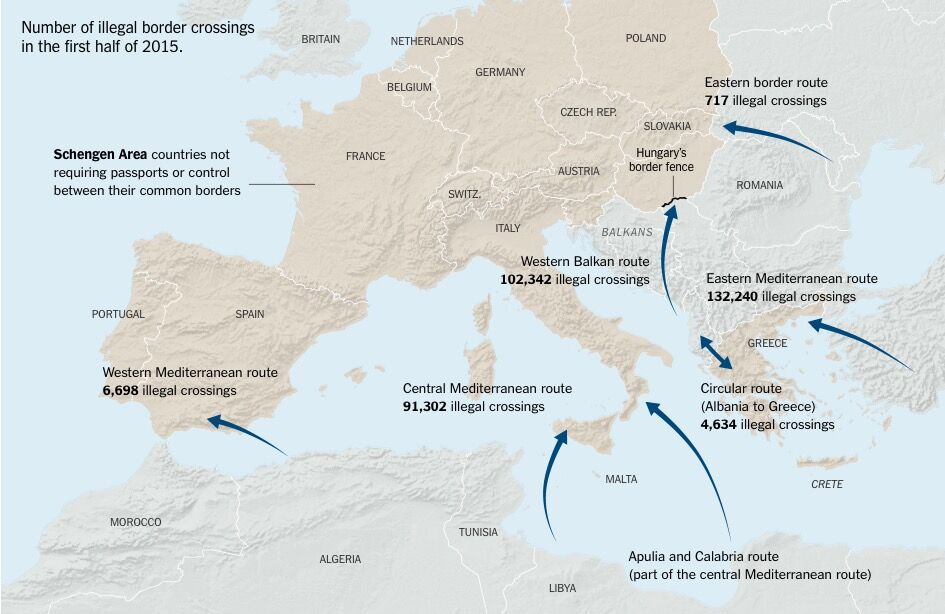 Number of illegal border crossings
in the first half of 2015.
BRITAIN
NETHERLANDS
POLAND
BELGIUM
GERMANY
Eastern border route
717 illegal crossings
CZECH REP.
SLOVAKIA
Schengen Area countries not
requiring passports or control
between their common borders
FRANCE
Hungary's
border fence
AUSTRIA
SWITZ.
ROMANIA
ITALY
BALKANS
Western Balkan route
102,342 illegal crossings
Eastern Mediterranean route
132,240 illegal crossings
PORTUGAL
SPAIN
GREECE
Western Mediterranean route
6,698 illegal crossings
Central Mediterranean route
91,302 illegal crossings
Circular route
(Albania to Greece)
4,634 illegal crossings
MALTA
CRETE
MOROCCO
ALGERIA
TUNISIA
LIBYA
Apulia and Calabria route
(part of the central Mediterranean route)